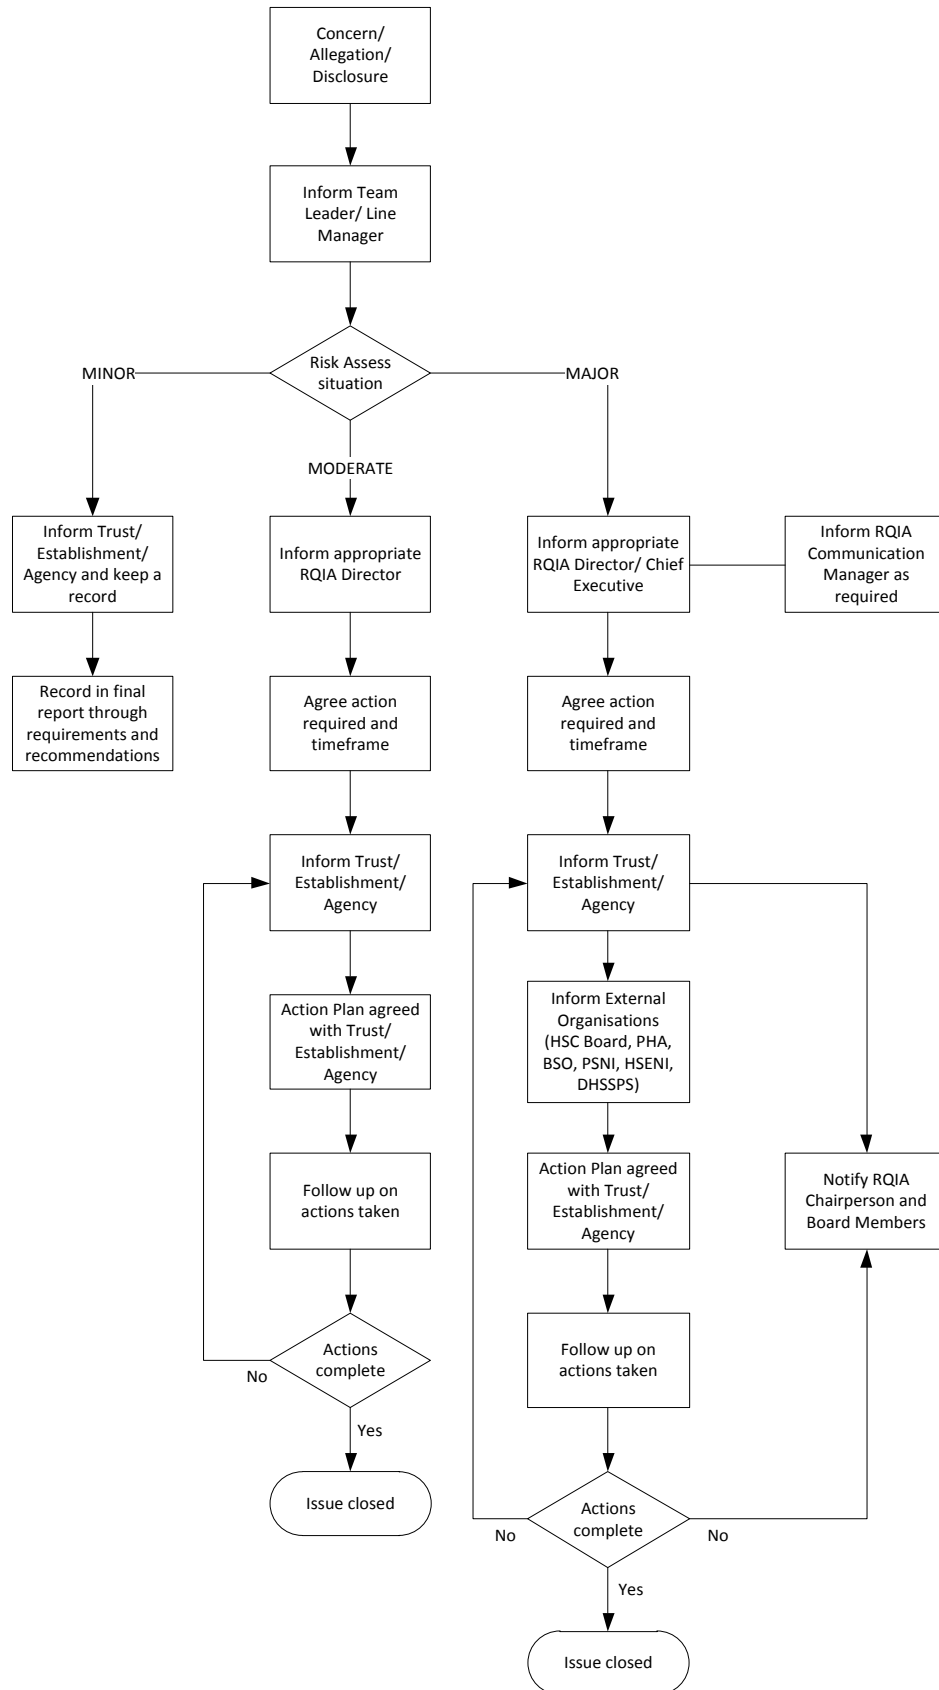 Concern/
Allegation/
Disclosure
Inform Team
Leader/ Line
Manager
Risk Assess
situation
MINOR
MAJOR
MODERATE
Inform Trust/
Establishment/
Agency and keep a
record
Inform appropriate
RQIA Director
Inform appropriate
RQIA Director/ Chief
Executive
Inform RQIA
Communication
Manager as
required
Record in final
report through
requirements and
recommendations
Agree action
required and
timeframe
Agree action
required and
timeframe
Inform Trust/
Establishment/
Agency
Inform Trust/
Establishment/
Agency
Action Plan agreed
with Trust/
Establishment/
Agency
Inform External
Organisations
(HSC Board, PHA,
BSO, PSNI, HSENI,
DHSSPS)
Follow up on
actions taken
Action Plan agreed
with Trust/
Establishment/
Agency
Notify RQIA
Chairperson and
Board Members
Actions
complete
No
Yes
Follow up on
actions taken
Issue closed
Actions
complete
No
No
Yes
Issue closed